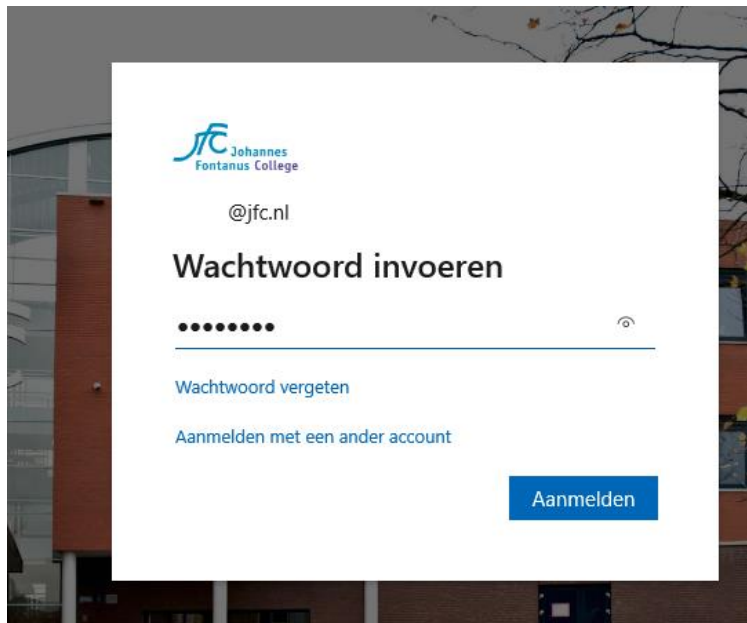 jfc Johannes
Fontanus College
@jfc.nl
Wachtwoord invoeren
••••••••
Wachtwoord vergeten
Aanmelden met een ander account
Aanmelden